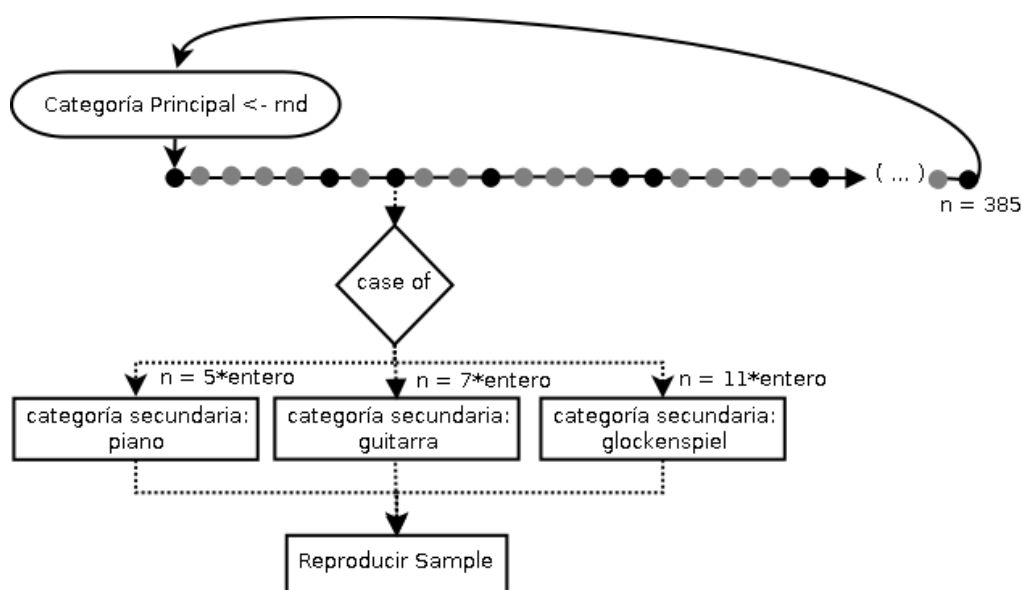 Categoría Principal <- rnd
( ... )
n = 385
case of
n = 5*entero
n = 7*entero
n = 11*entero
categoría secundaria:
piano
categoría secundaria:
guitarra
categoría secundaria:
glockenspiel
Reproducir Sample